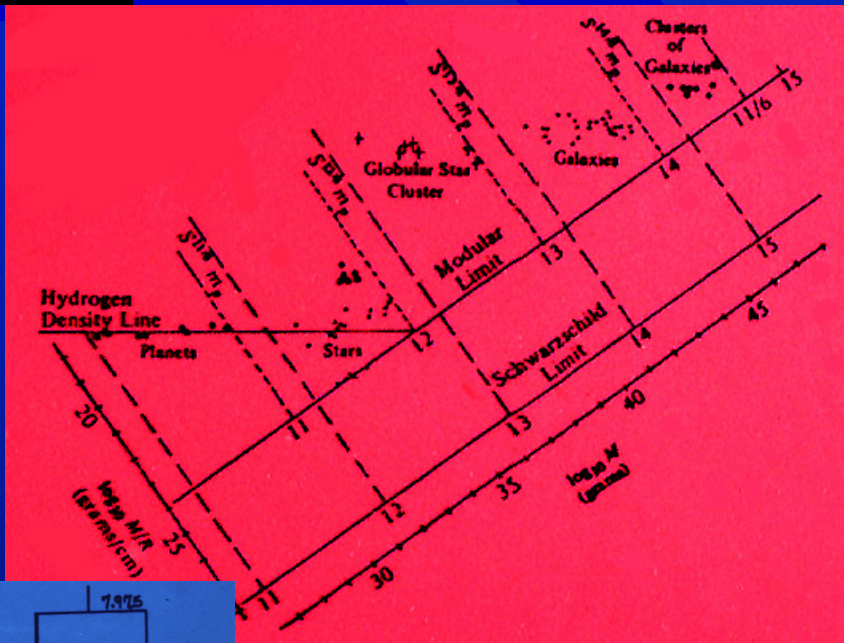 Clusters
of
Galaxies
Galaxies
Globular Star
Cluster
As
Hydrogen
Density Line
Planets
Stars
Modular
Limit
Schwarzschild
Limit
11
12
13
14
11/6
15
11
12
13
14
15
20
25
log₁₀ M/R
(grams/cm)
30
35
40
45
log₁₀ M
(grams)
7.975